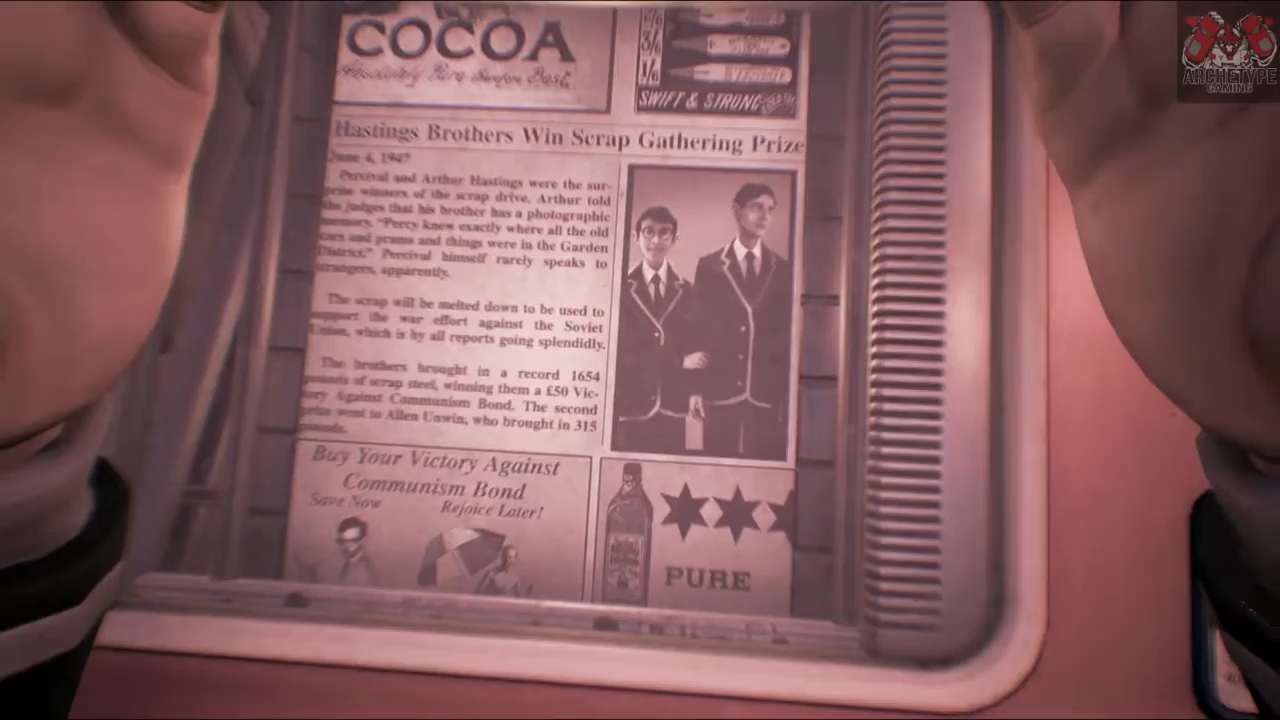 COCOA
3/6
1/6
SWIFT & STRONG
ARCHETYPE
GAMING
Hastings Brothers Win Scrap Gathering Prize
June 4, 1947
Percival and Arthur Hastings were the sur-
prise winners of the scrap drive. Arthur told
the judges that his brother has a photographic
memory. "Percy knew exactly where all the old
cars and prams and things were in the Garden
District." Percival himself rarely speaks to
strangers, apparently.
The scrap will be melted down to be used to
support the war effort against the Soviet
Union, which is by all reports going splendidly.
The brothers brought in a record 1654
pounds of scrap steel, winning them a £50 Vic-
tory Against Communism Bond. The second
prize went to Allen Unwin, who brought in 315
pounds.
Buy Your Victory Against
Communism Bond
Save Now
Rejoice Later!
PURE